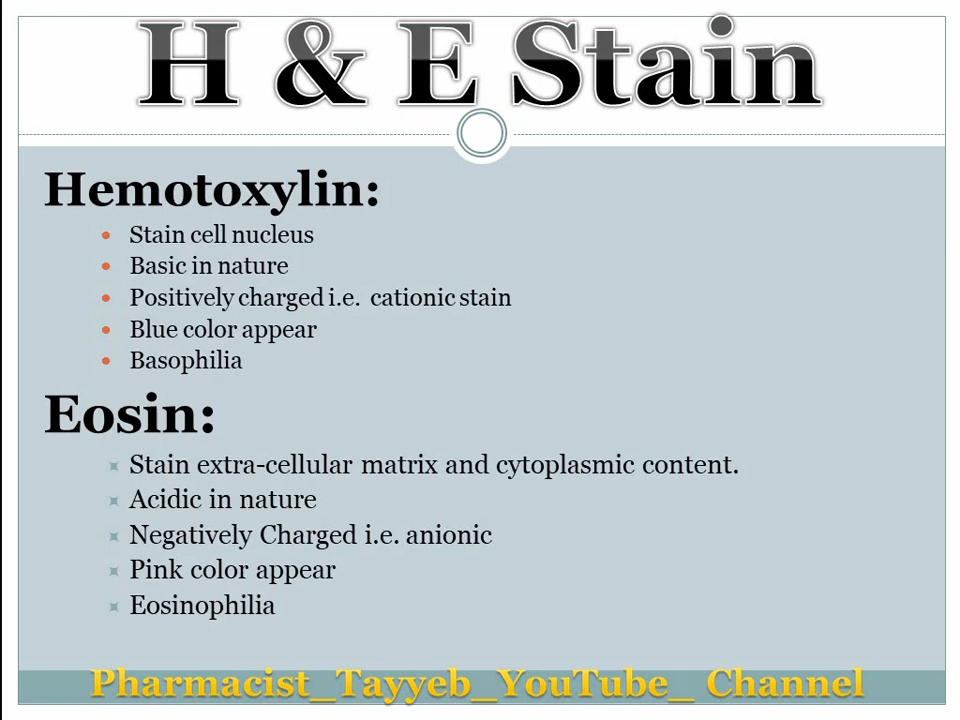 H & E Stain
Hemotoxylin:
Stain cell nucleus
Basic in nature
Positively charged i.e. cationic stain
Blue color appear
Basophilia
Eosin:
Stain extra-cellular matrix and cytoplasmic content.
Acidic in nature
Negatively Charged i.e. anionic
Pink color appear
Eosinophilia
Pharmacist_Tayyeb_YouTube_ Channel